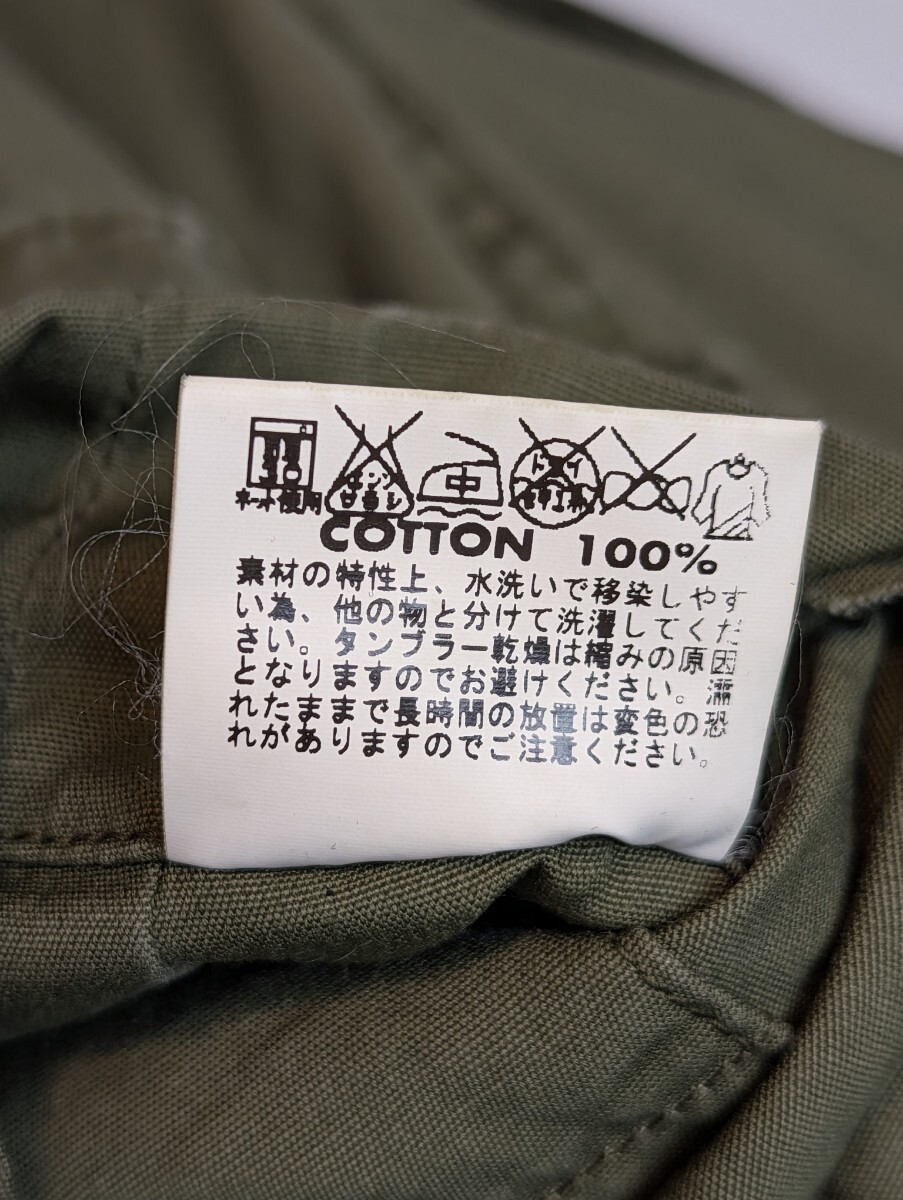 ネット使用
中
COTTON 100%
素材の特性上、水洗いで移染しやす
い為、他の物と分けて洗濯してくだ
さい。タンブラー乾燥は縮みの原因
となりますのでお避けください。濡
れたままで長時間の放置は変色の恐
れがありますのでご注意ください。